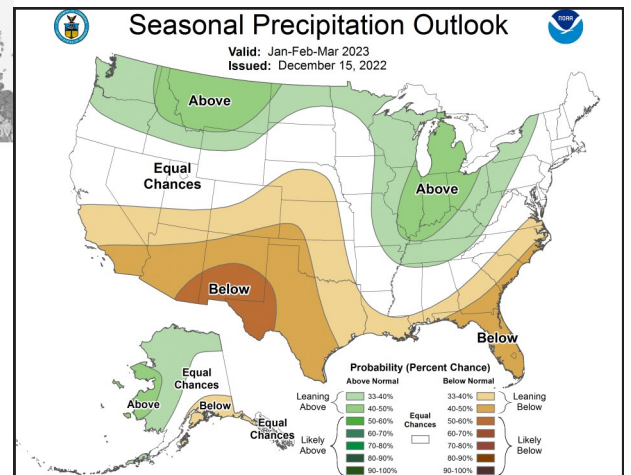 Seasonal Precipitation Outlook
Valid: Jan-Feb-Mar 2023
Issued: December 15, 2022
NOAA
Above
Equal
Chances
Above
Below
Below
Equal
Chances
Above
Below
Equal
Chances
Probability (Percent Chance)
Above Normal Below Normal
Leaning
Above
33-40%
40-50%
50-60%
60-70%
70-80%
80-90%
90-100%
Likely
Above
Equal
Chances
33-40%
40-50%
50-60%
60-70%
70-80%
80-90%
90-100%
Leaning
Below
Likely
Below